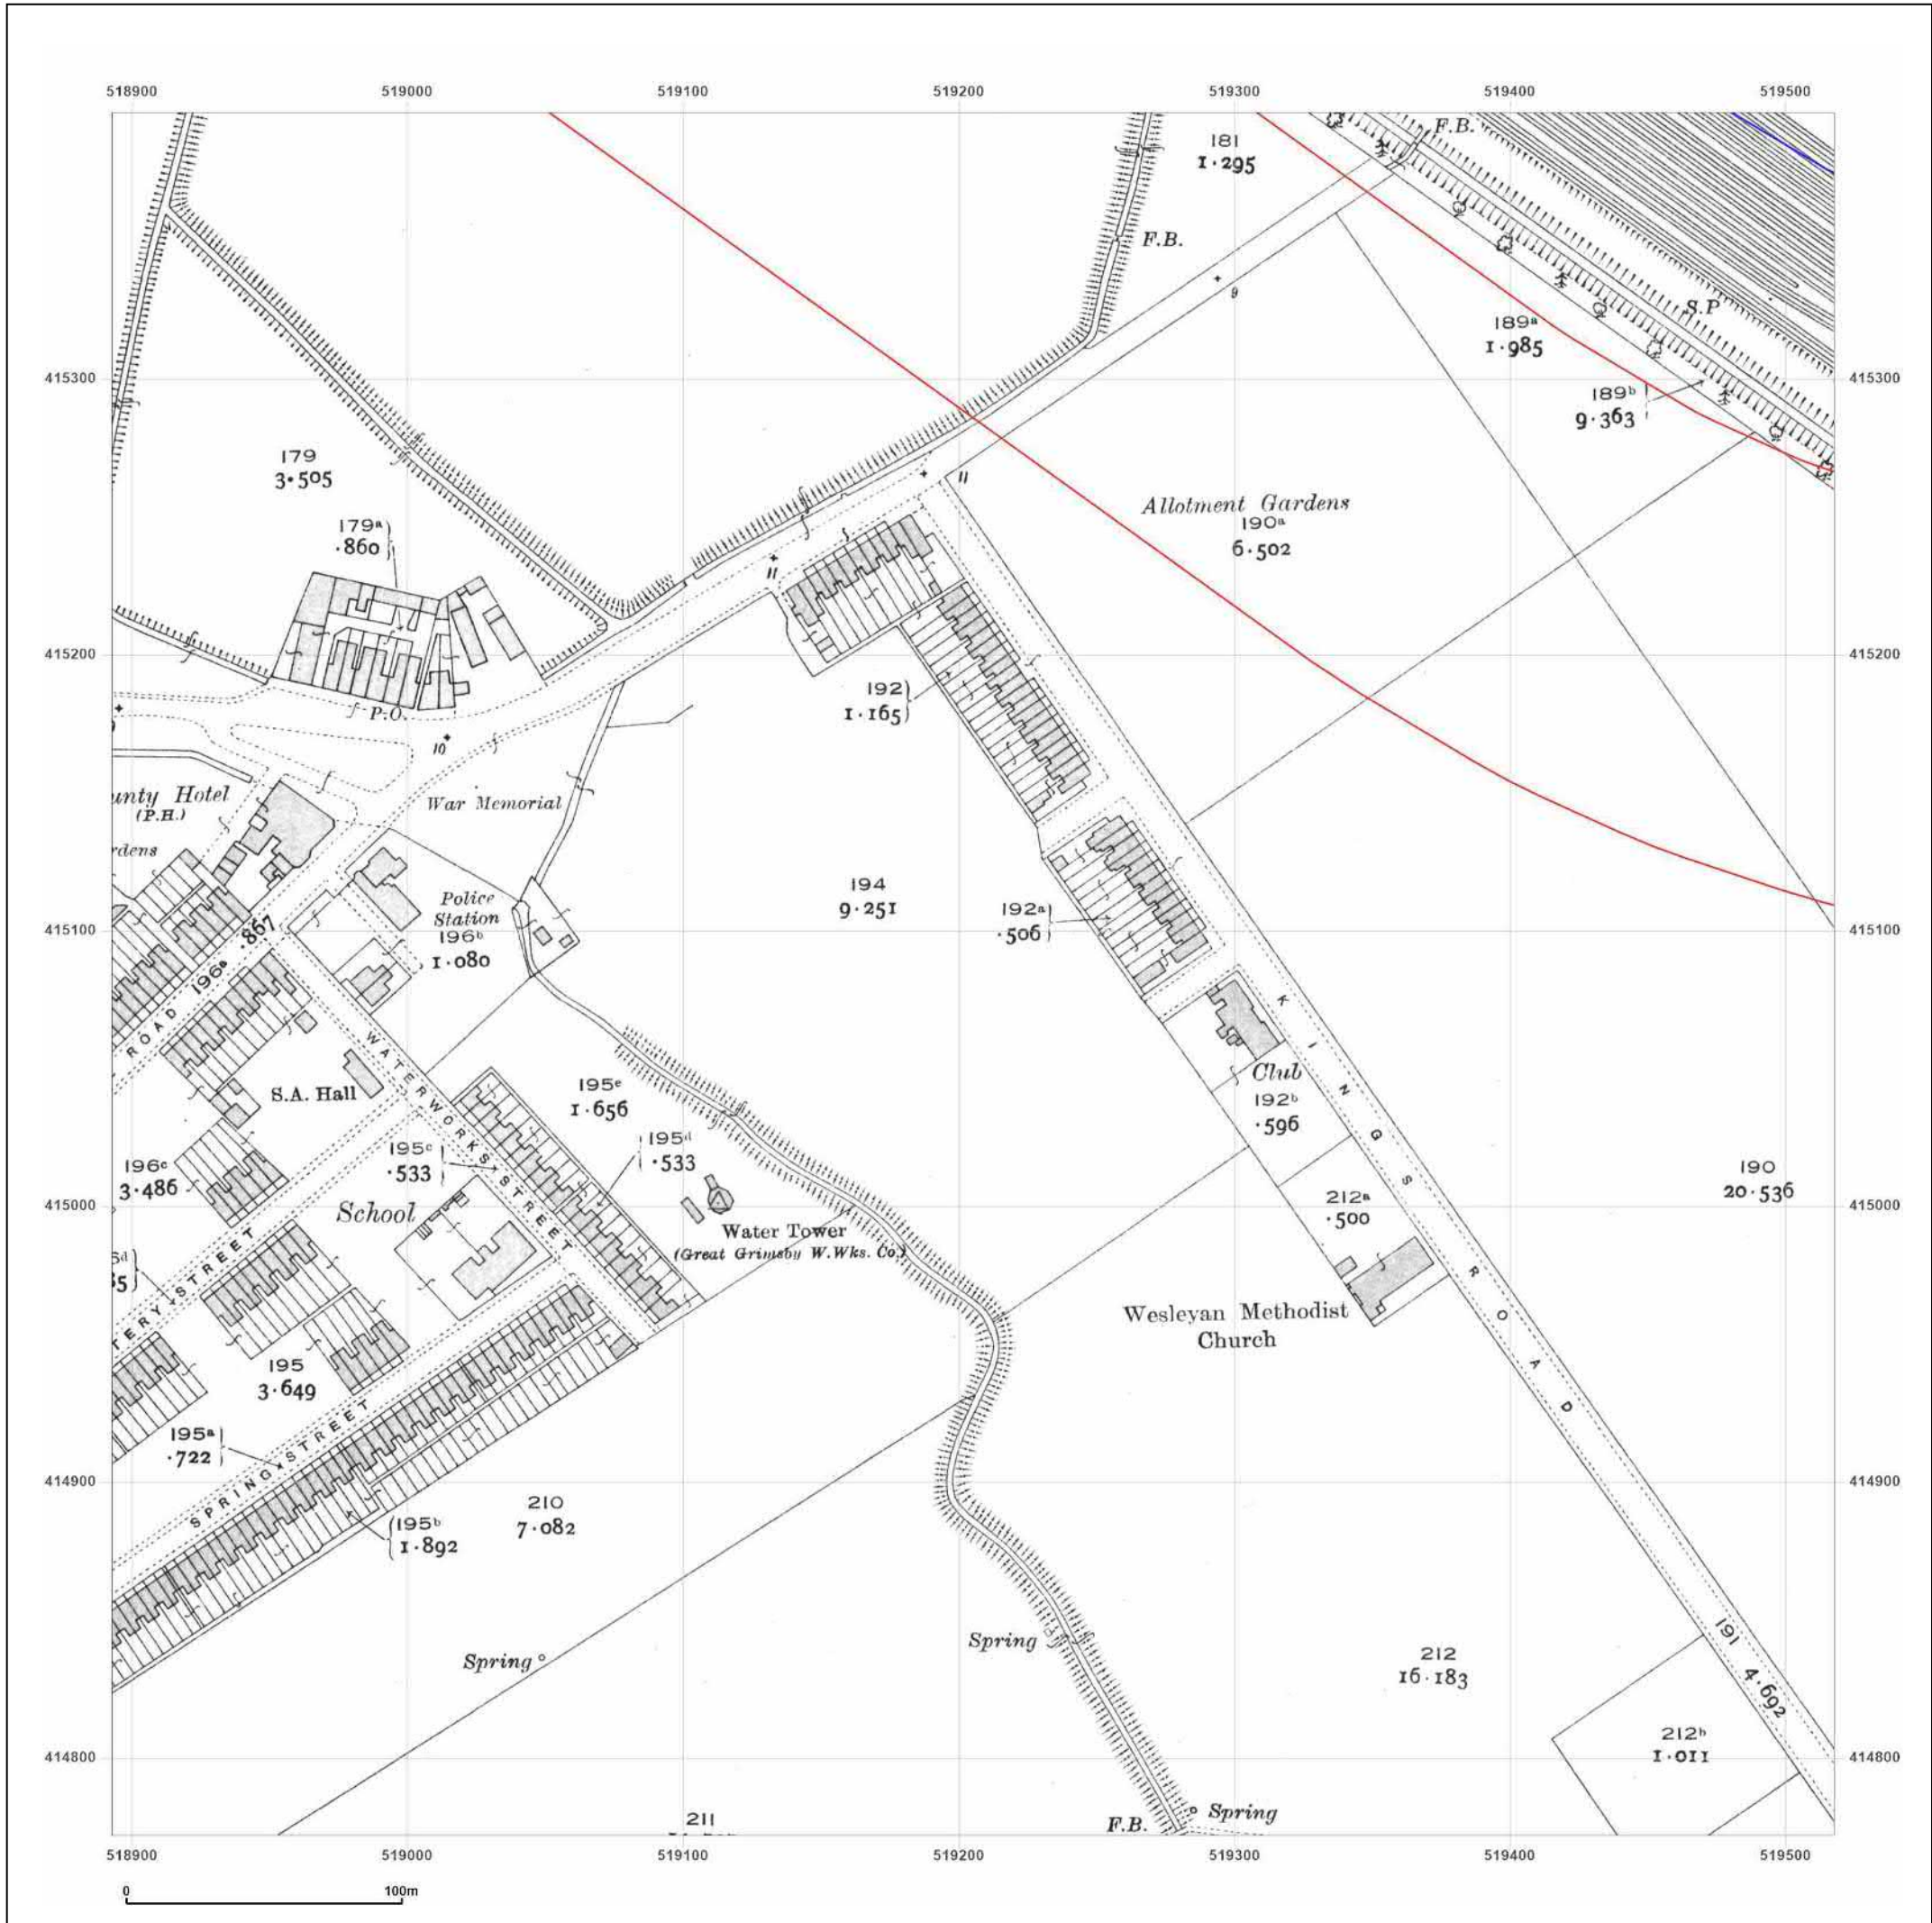 518900
519000
519100
519200
519300
519400
519500
F.B.
181
1·295
F.B.
9
S.P
189a
1·985
415300
415300
189b
9·363
179
3·505
11
Allotment Gardens
190a
6·502
179a
·860
11
415200
415200
192
1·165
P.O.
10
unty Hotel
(P.H.)
War Memorial
rdens
194
9·251
Police
Station
196b
1·080
192a
·506
415100
415100
196a
·867
ROAD
KINGS ROAD
WATERWORKS STREET
S.A. Hall
Club
192b
·596
195e
1·656
195d
·533
195c
·533
196c
3·486
190
20·536
School
212a
·500
415000
415000
Water Tower
(Great Grimsby W.Wks. Co.)
TERY STREET
5
Wesleyan Methodist
Church
195
3·649
195a
·722
SPRING STREET
414900
414900
195b
1·892
210
7·082
191
4·692
Spring
Spring
212
16·183
212b
1·011
414800
414800
211
F.B.
Spring
518900
519000
519100
519200
519300
519400
519500
0
100m